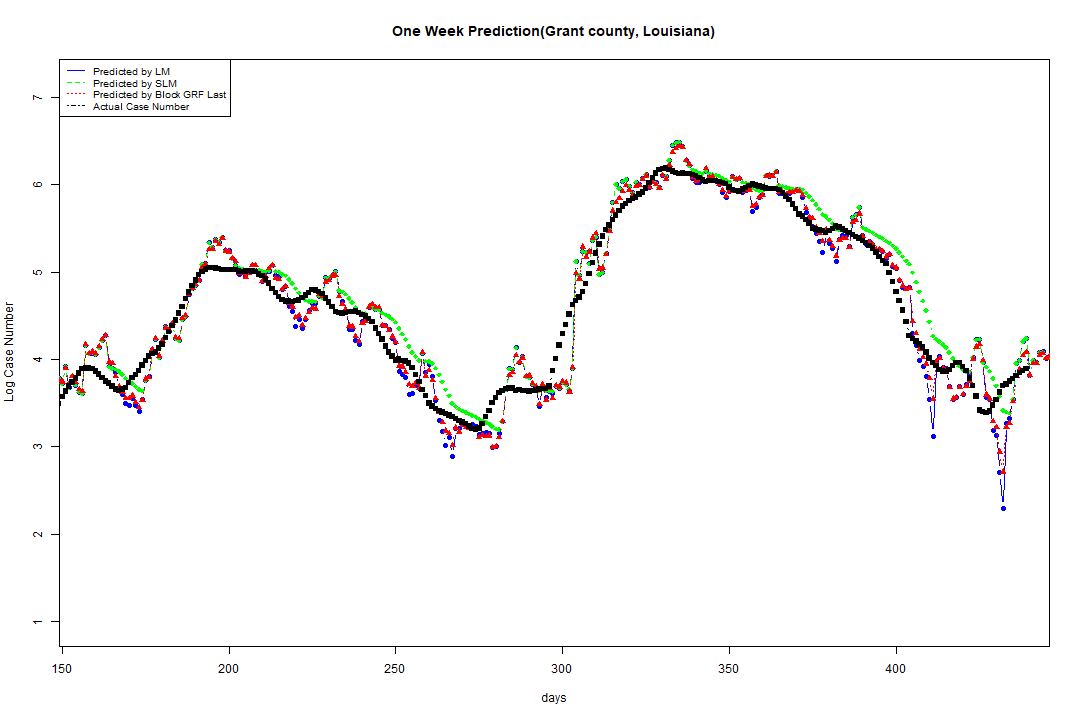 One Week Prediction(Grant county, Louisiana)
Predicted by LM
Predicted by SLM
Predicted by Block GRF Last
Actual Case Number
Log Case Number
7
6
5
4
3
2
1
150 200 250 300 350 400
days